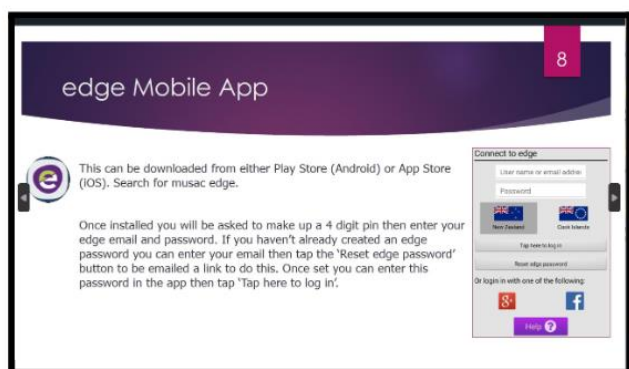 8
edge Mobile App
This can be downloaded from either Play Store (Android) or App Store
(iOS). Search for musac edge.
Once installed you will be asked to make up a 4 digit pin then enter your
edge email and password. If you haven't already created an edge
password you can enter your email then tap the 'Reset edge password'
button to be emailed a link to do this. Once set you can enter this
password in the app then tap 'Tap here to log in'.
Connect to edge
User name or email addre
Password
New Zealand
Cook Islands
Tap here to log in
Reset edge password
Or login in with one of the following:
Help ?